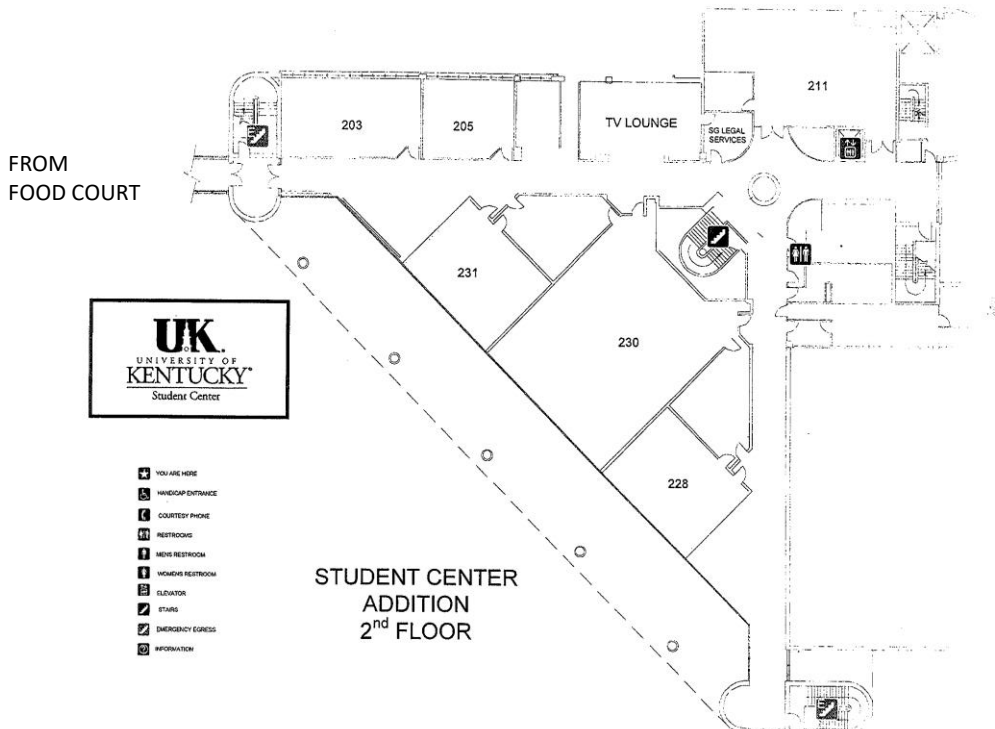 211
203
205
TV LOUNGE
SG LEGAL
SERVICES
FROM
FOOD COURT
231
230
228
UK
UNIVERSITY OF
KENTUCKY
Student Center
YOU ARE HERE
HANDICAP ENTRANCE
COURTESY PHONE
RESTROOMS
MENS RESTROOM
WOMENS RESTROOM
ELEVATOR
STAIRS
EMERGENCY EGRESS
INFORMATION
STUDENT CENTER
ADDITION
2nd FLOOR